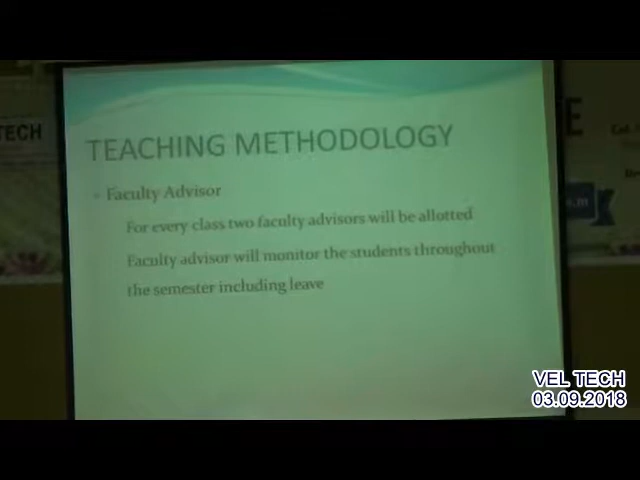 TECH
TEACHING METHODOLOGY
Faculty Advisor
For every class two faculty advisors will be allotted
Faculty advisor will monitor the students throughout
the semester including leave
VEL TECH
03.09.2018